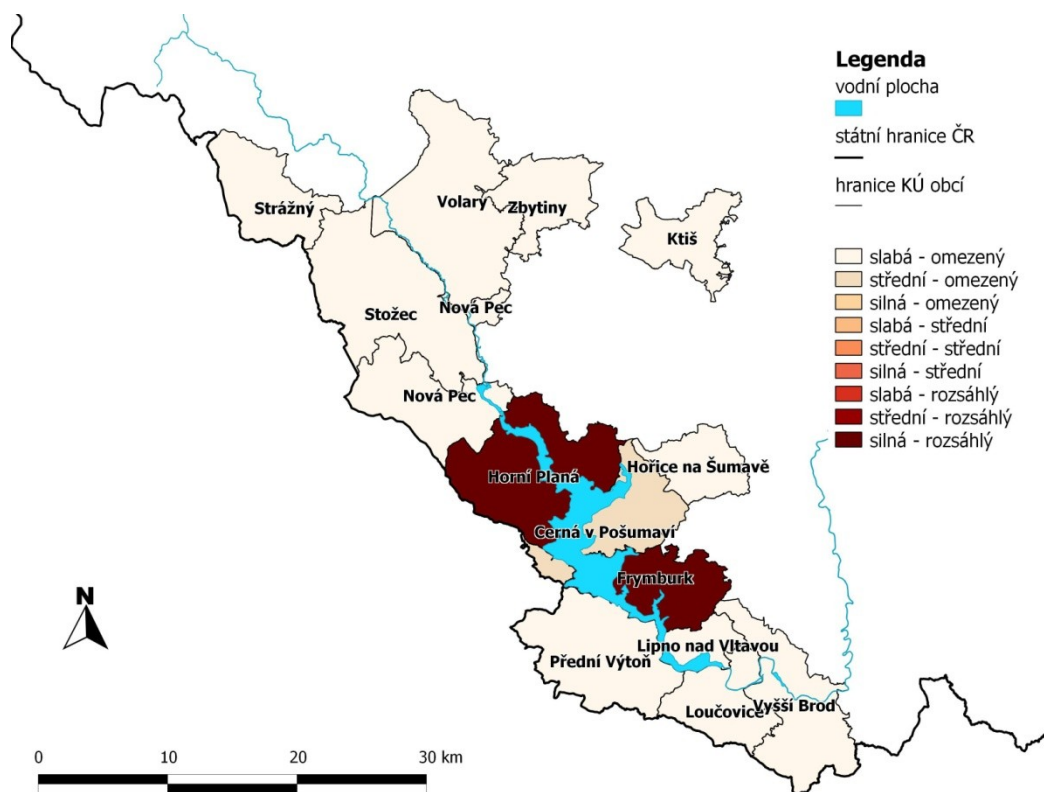 Legenda
vodní plocha
státní hranice ČR
hranice KÚ obcí
slabá - omezený
střední - omezený
silná - omezený
slabá - střední
střední - střední
silná - střední
slabá - rozsáhlý
střední - rozsáhlý
silná - rozsáhlý
Strážný
Volary
Zbytiny
Ktiš
Stožec
Nová Pec
Nová Pec
Hořice na Šumavě
Horní Planá
Černá v Pošumaví
Frymburk
Lipno nad Vltavou
Přední Výtoň
Loučovice
Vyšší Brod
N
0 10 20 30 km